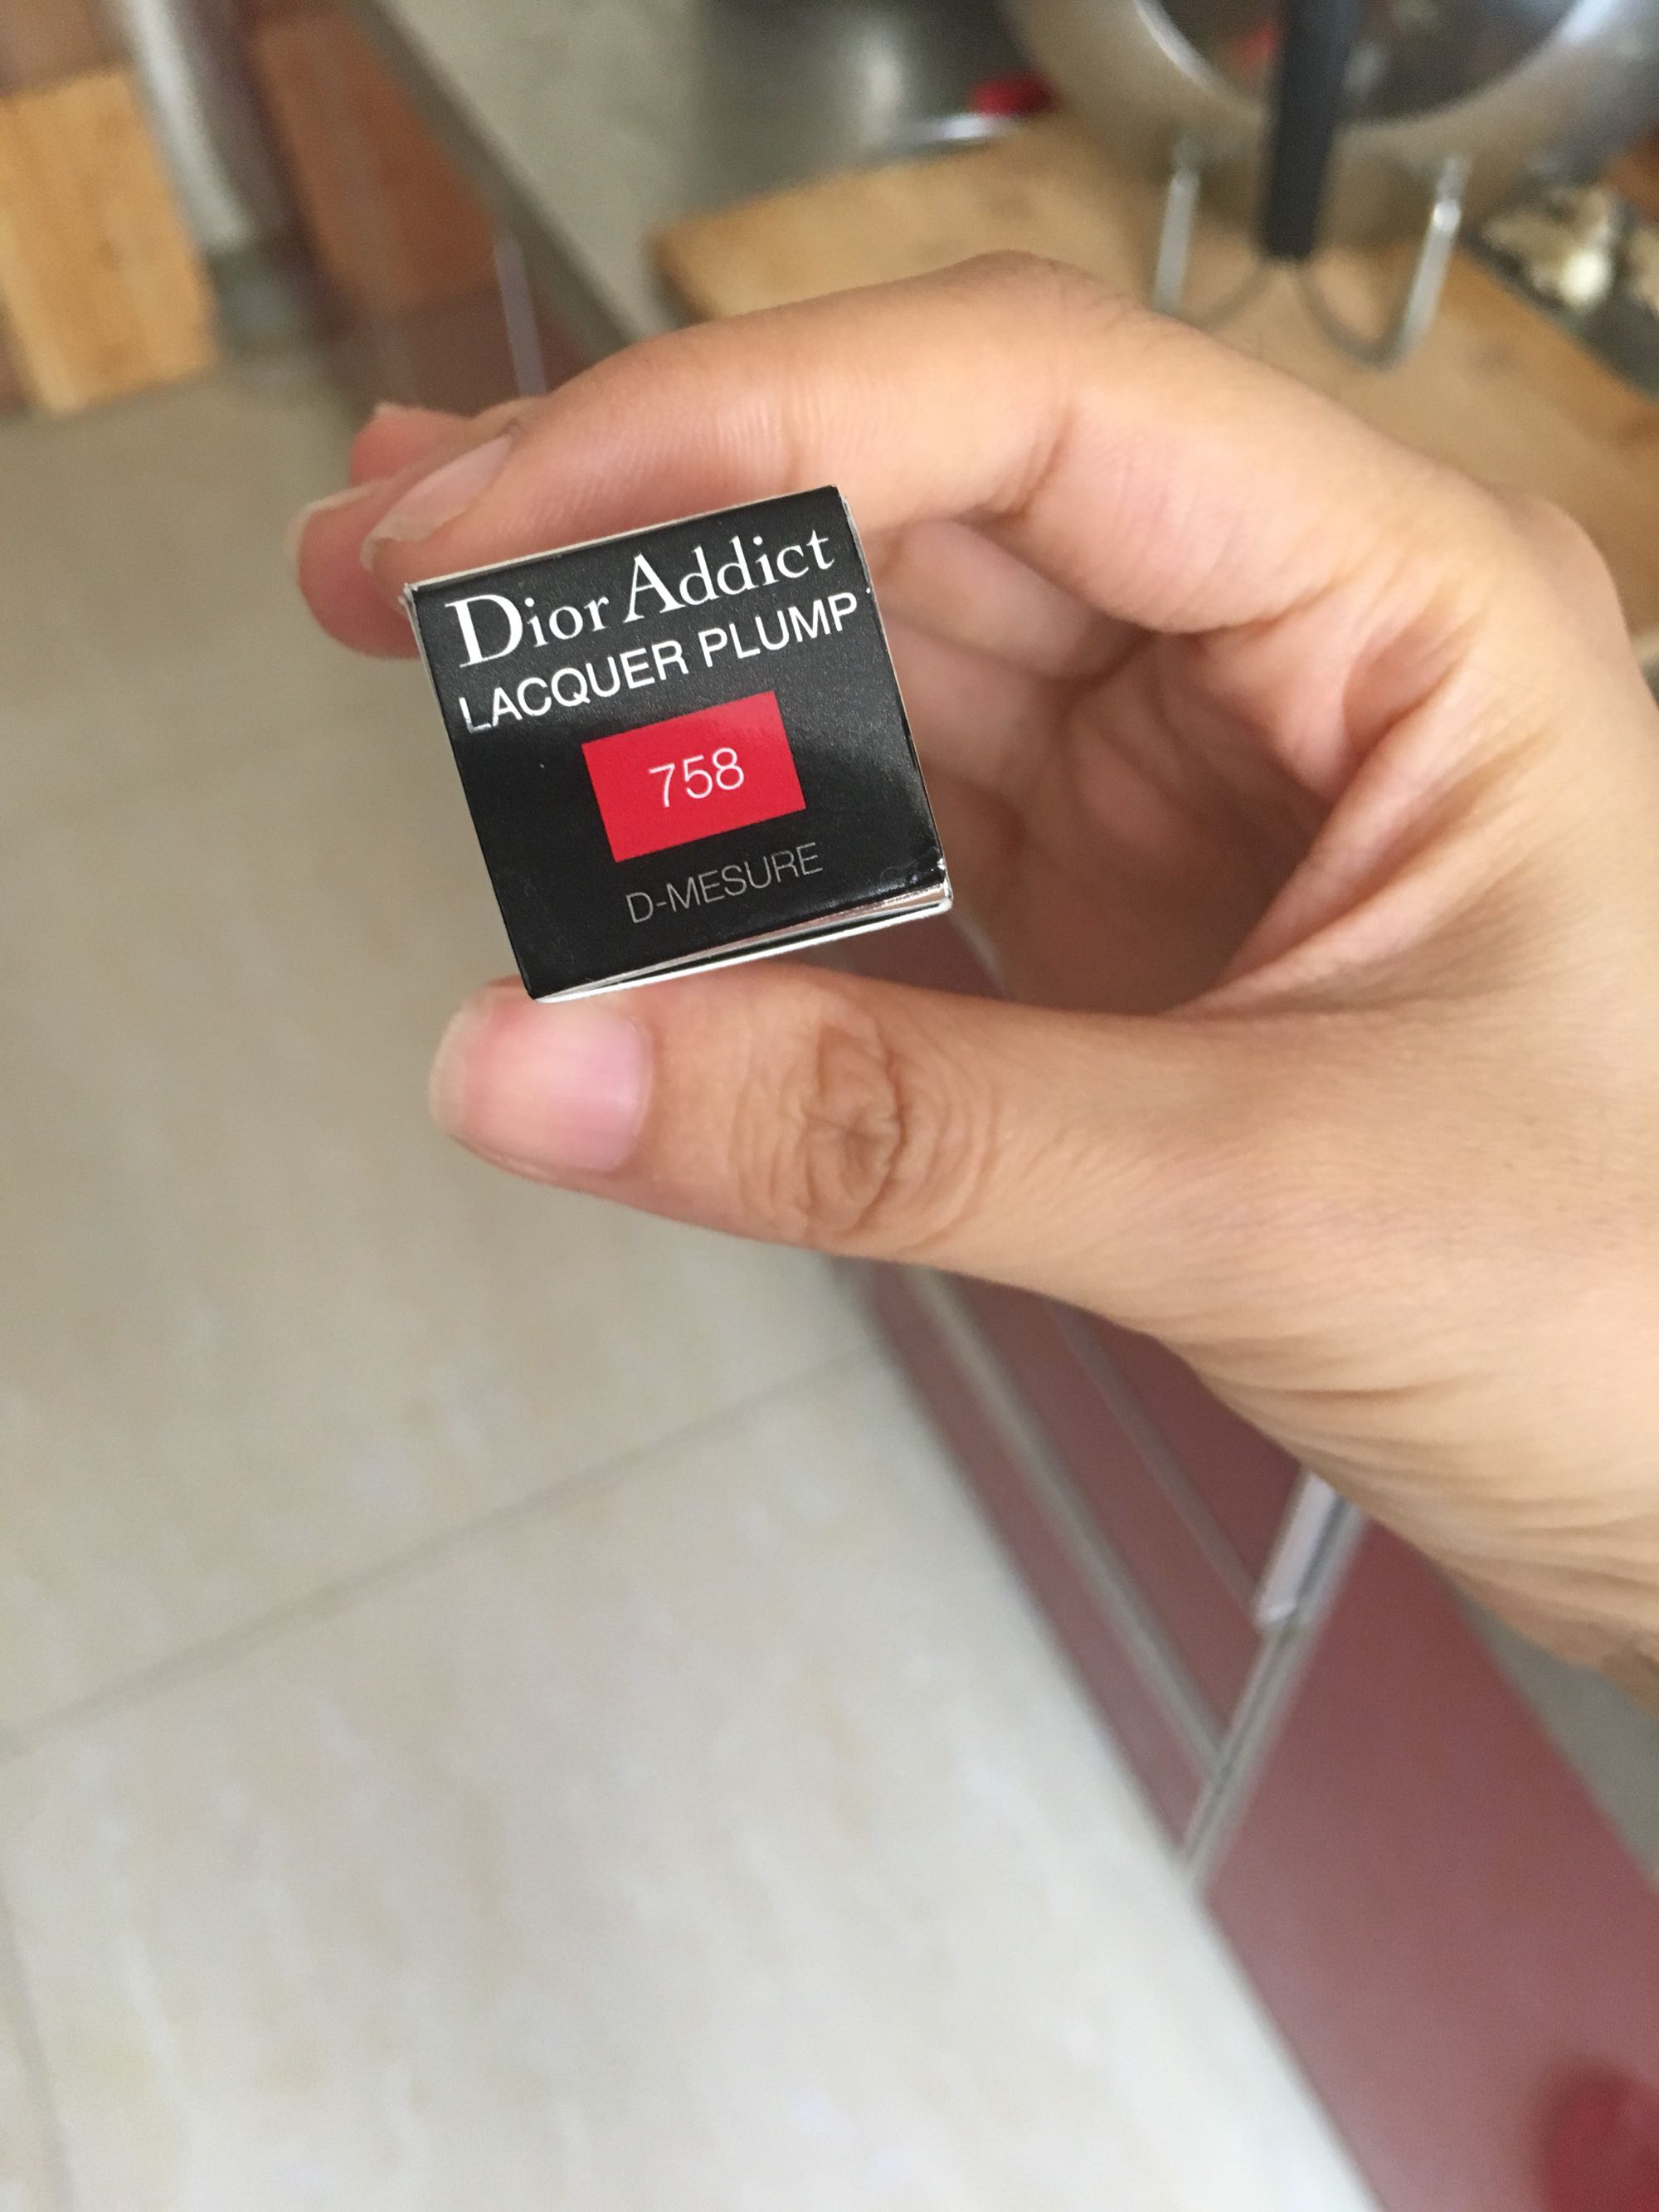 Dior Addict
LACQUER PLUMP
758
D-MESURE